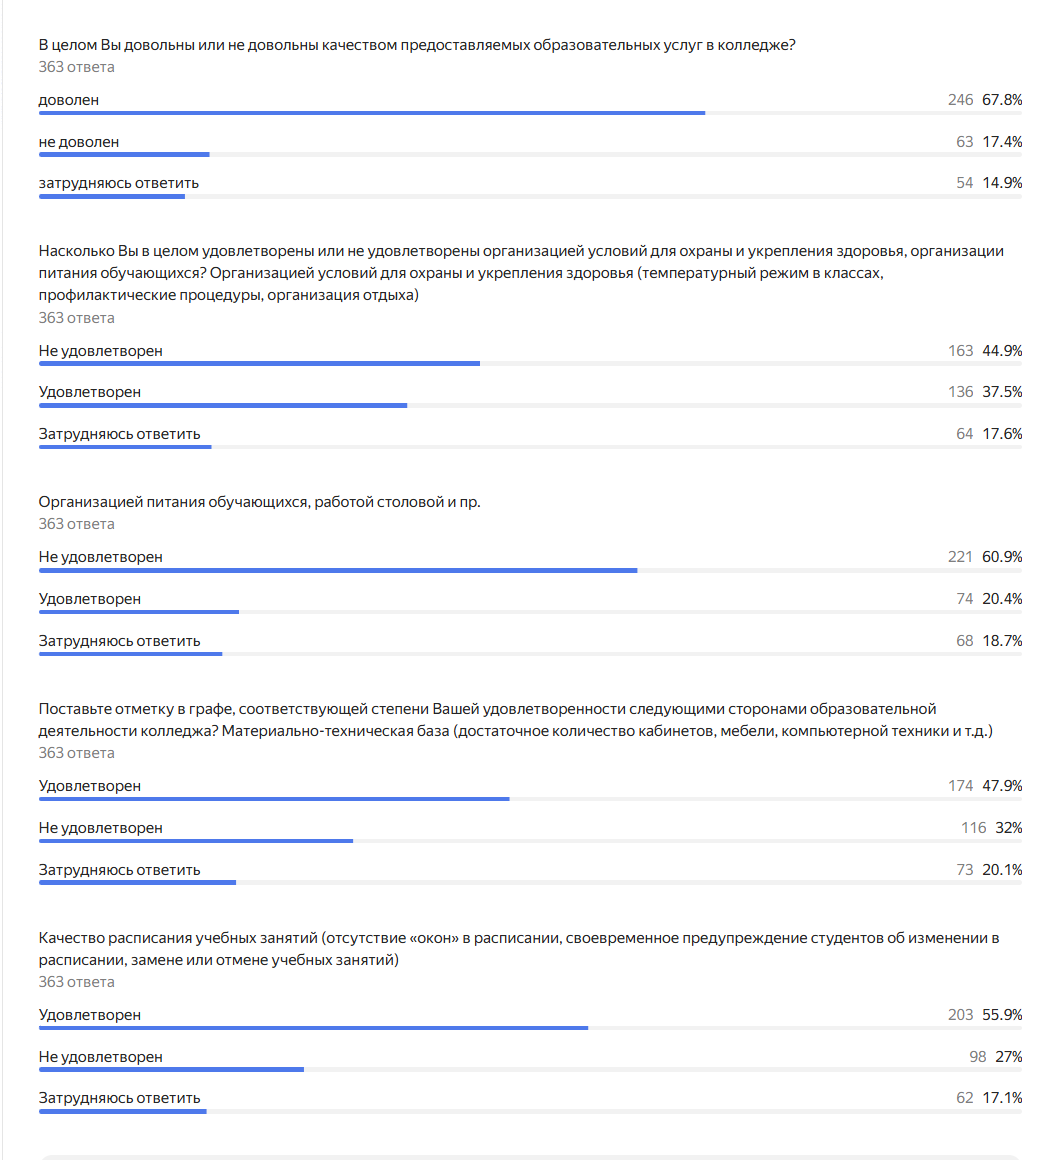 В целом Вы довольны или не довольны качеством предоставляемых образовательных услуг в колледже?
363 ответа
доволен 246 67.8%
не доволен 63 17.4%
затрудняюсь ответить 54 14.9%
Насколько Вы в целом удовлетворены или не удовлетворены организацией условий для охраны и укрепления здоровья, организации
питания обучающихся? Организацией условий для охраны и укрепления здоровья (температурный режим в классах,
профилактические процедуры, организация отдыха)
363 ответа
Не удовлетворен 163 44.9%
Удовлетворен 136 37.5%
Затрудняюсь ответить 64 17.6%
Организацией питания обучающихся, работой столовой и пр.
363 ответа
Не удовлетворен 221 60.9%
Удовлетворен 74 20.4%
Затрудняюсь ответить 68 18.7%
Поставьте отметку в графе, соответствующей степени Вашей удовлетворенности следующими сторонами образовательной
деятельности колледжа? Материально-техническая база (достаточное количество кабинетов, мебели, компьютерной техники и т.д.)
363 ответа
Удовлетворен 174 47.9%
Не удовлетворен 116 32%
Затрудняюсь ответить 73 20.1%
Качество расписания учебных занятий (отсутствие «окон» в расписании, своевременное предупреждение студентов об изменении в
расписании, замене или отмене учебных занятий)
363 ответа
Удовлетворен 203 55.9%
Не удовлетворен 98 27%
Затрудняюсь ответить 62 17.1%